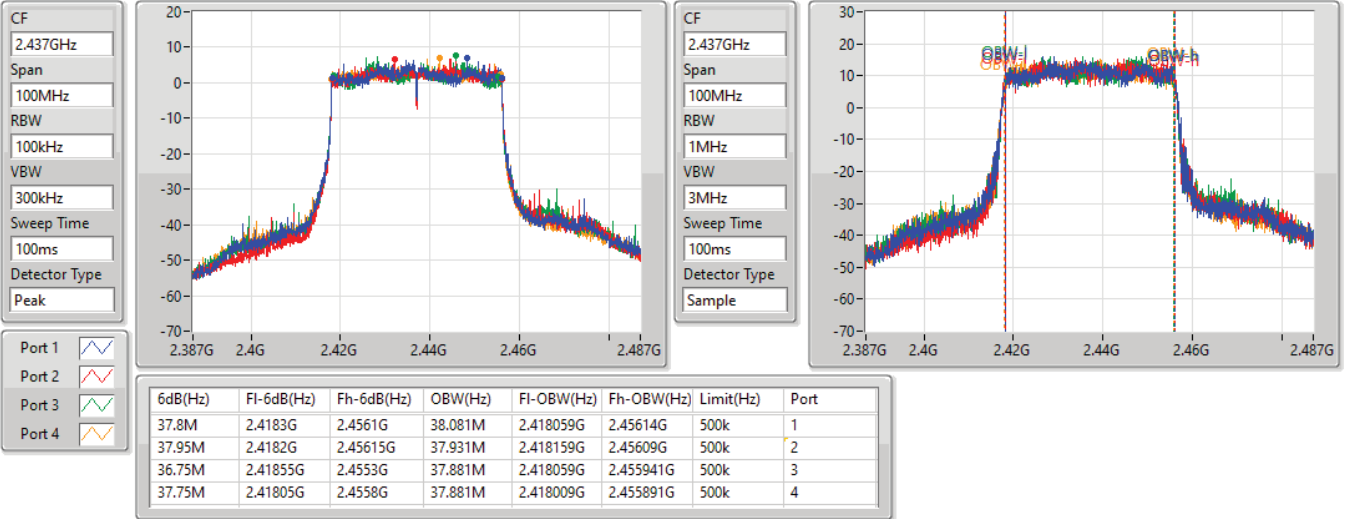 CF
2.437GHz
Span
100MHz
RBW
100kHz
VBW
300kHz
Sweep Time
100ms
Detector Type
Peak
20
10
0
-10
-20
-30
-40
-50
-60
-70
2.387G 2.4G 2.42G 2.44G 2.46G 2.487G
CF
2.437GHz
Span
100MHz
RBW
1MHz
VBW
3MHz
Sweep Time
100ms
Detector Type
Sample
30
20
10
0
-10
-20
-30
-40
-50
-60
-70
OBW-l OBW-h
2.387G 2.4G 2.42G 2.44G 2.46G 2.487G
Port 1
Port 2
Port 3
Port 4
6dB(Hz) Fl-6dB(Hz) Fh-6dB(Hz) OBW(Hz) Fl-OBW(Hz) Fh-OBW(Hz) Limit(Hz) Port
37.8M 2.4183G 2.4561G 38.081M 2.418059G 2.45614G 500k 1
37.95M 2.4182G 2.45615G 37.931M 2.418159G 2.45609G 500k 2
36.75M 2.41855G 2.4553G 37.881M 2.418059G 2.455941G 500k 3
37.75M 2.41805G 2.4558G 37.881M 2.418009G 2.455891G 500k 4